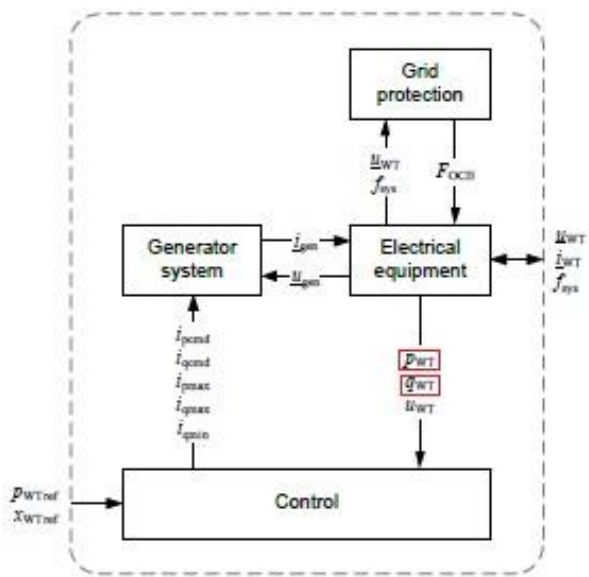 Grid
protection
u_WT
f_sys
F_OCB
Generator
system
i_gen
u_gen
Electrical
equipment
u_WT
i_WT
f_sys
i_pcmd
i_qcmd
i_pmax
i_qmax
i_qmin
p_WT
q_WT
u_WT
p_WTref
x_WTref
Control